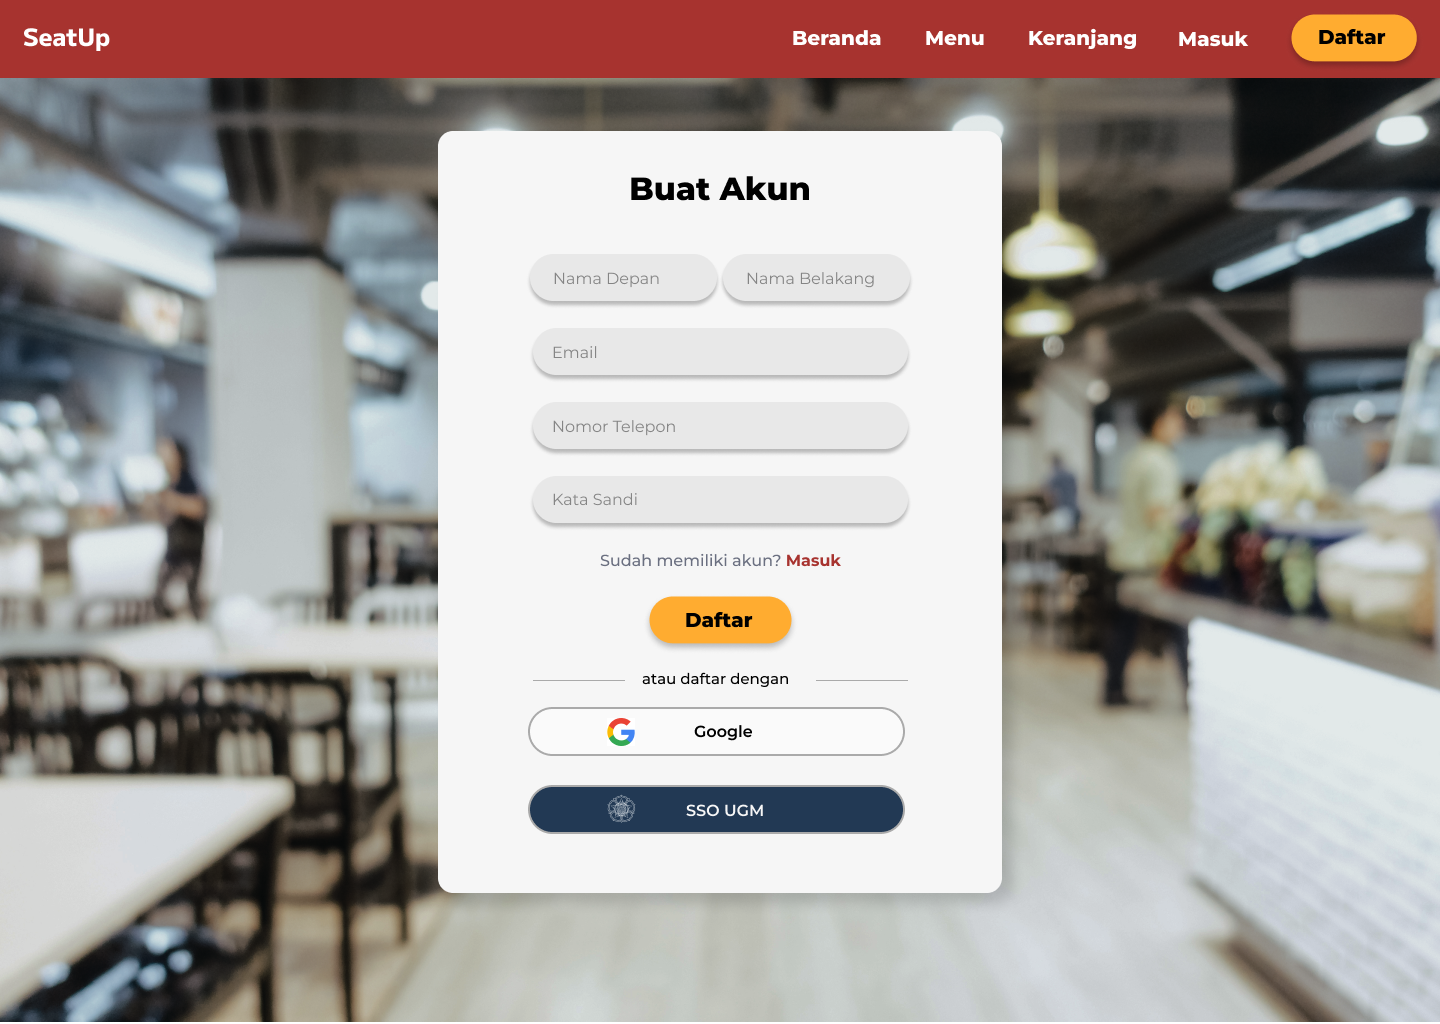 SeatUp
Beranda Menu Keranjang Masuk Daftar
Buat Akun
Nama Depan Nama Belakang
Email
Nomor Telepon
Kata Sandi
Sudah memiliki akun? Masuk
Daftar
atau daftar dengan
Google
SSO UGM